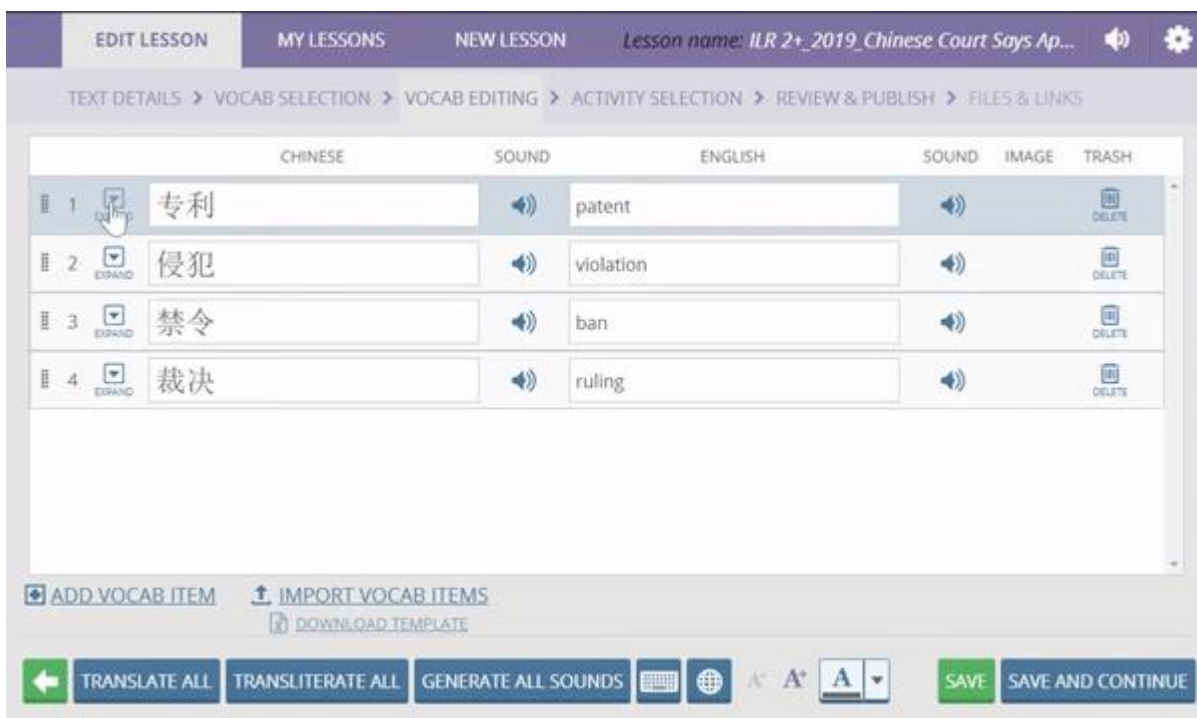 EDIT LESSON MY LESSONS NEW LESSON Lesson name: ILR 2+_2019_Chinese Court Says Ap...
TEXT DETAILS > VOCAB SELECTION > VOCAB EDITING > ACTIVITY SELECTION > REVIEW & PUBLISH > FILES & LINKS
CHINESE SOUND ENGLISH SOUND IMAGE TRASH
1 专利 patent DELETE
2 EXPAND 侵犯 violation DELETE
3 EXPAND 禁令 ban DELETE
4 EXPAND 裁决 ruling DELETE
ADD VOCAB ITEM IMPORT VOCAB ITEMS
DOWNLOAD TEMPLATE
TRANSLATE ALL TRANSLITERATE ALL GENERATE ALL SOUNDS A- A+ A SAVE SAVE AND CONTINUE